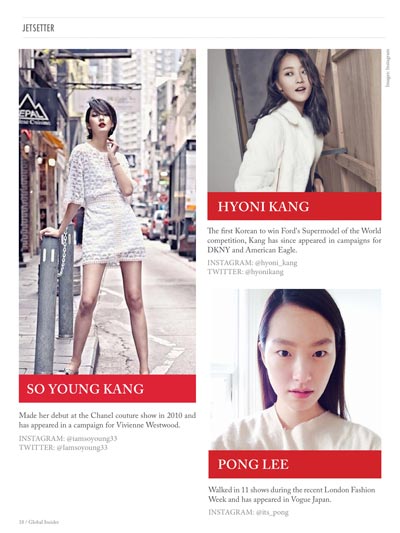 JETSETTER
NEPAL
Nepalese Cuisine
SO YOUNG KANG
Made her debut at the Chanel couture show in 2010 and
has appeared in a campaign for Vivienne Westwood.
INSTAGRAM: @iamsoyoung33
TWITTER: @Iamsoyoung33
Images: Instagram
HYONI KANG
The first Korean to win Ford's Supermodel of the World
competition, Kang has since appeared in campaigns for
DKNY and American Eagle.
INSTAGRAM: @hyoni_kang
TWITTER: @hyonikang
PONG LEE
Walked in 11 shows during the recent London Fashion
Week and has appeared in Vogue Japan.
INSTAGRAM: @its_pong
28 / Global Insider